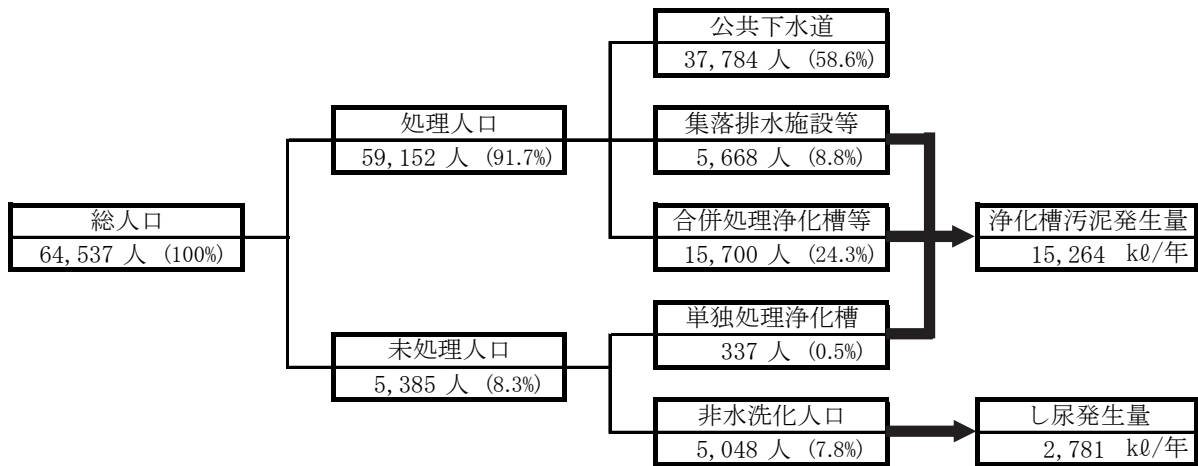 公共下水道
37,784 人 (58.6%)
処理人口
59,152 人 (91.7%)
集落排水施設等
5,668 人 (8.8%)
総人口
64,537 人 (100%)
合併処理浄化槽等
15,700 人 (24.3%)
浄化槽汚泥発生量
15,264 kℓ/年
未処理人口
5,385 人 (8.3%)
単独処理浄化槽
337 人 (0.5%)
非水洗化人口
5,048 人 (7.8%)
し尿発生量
2,781 kℓ/年